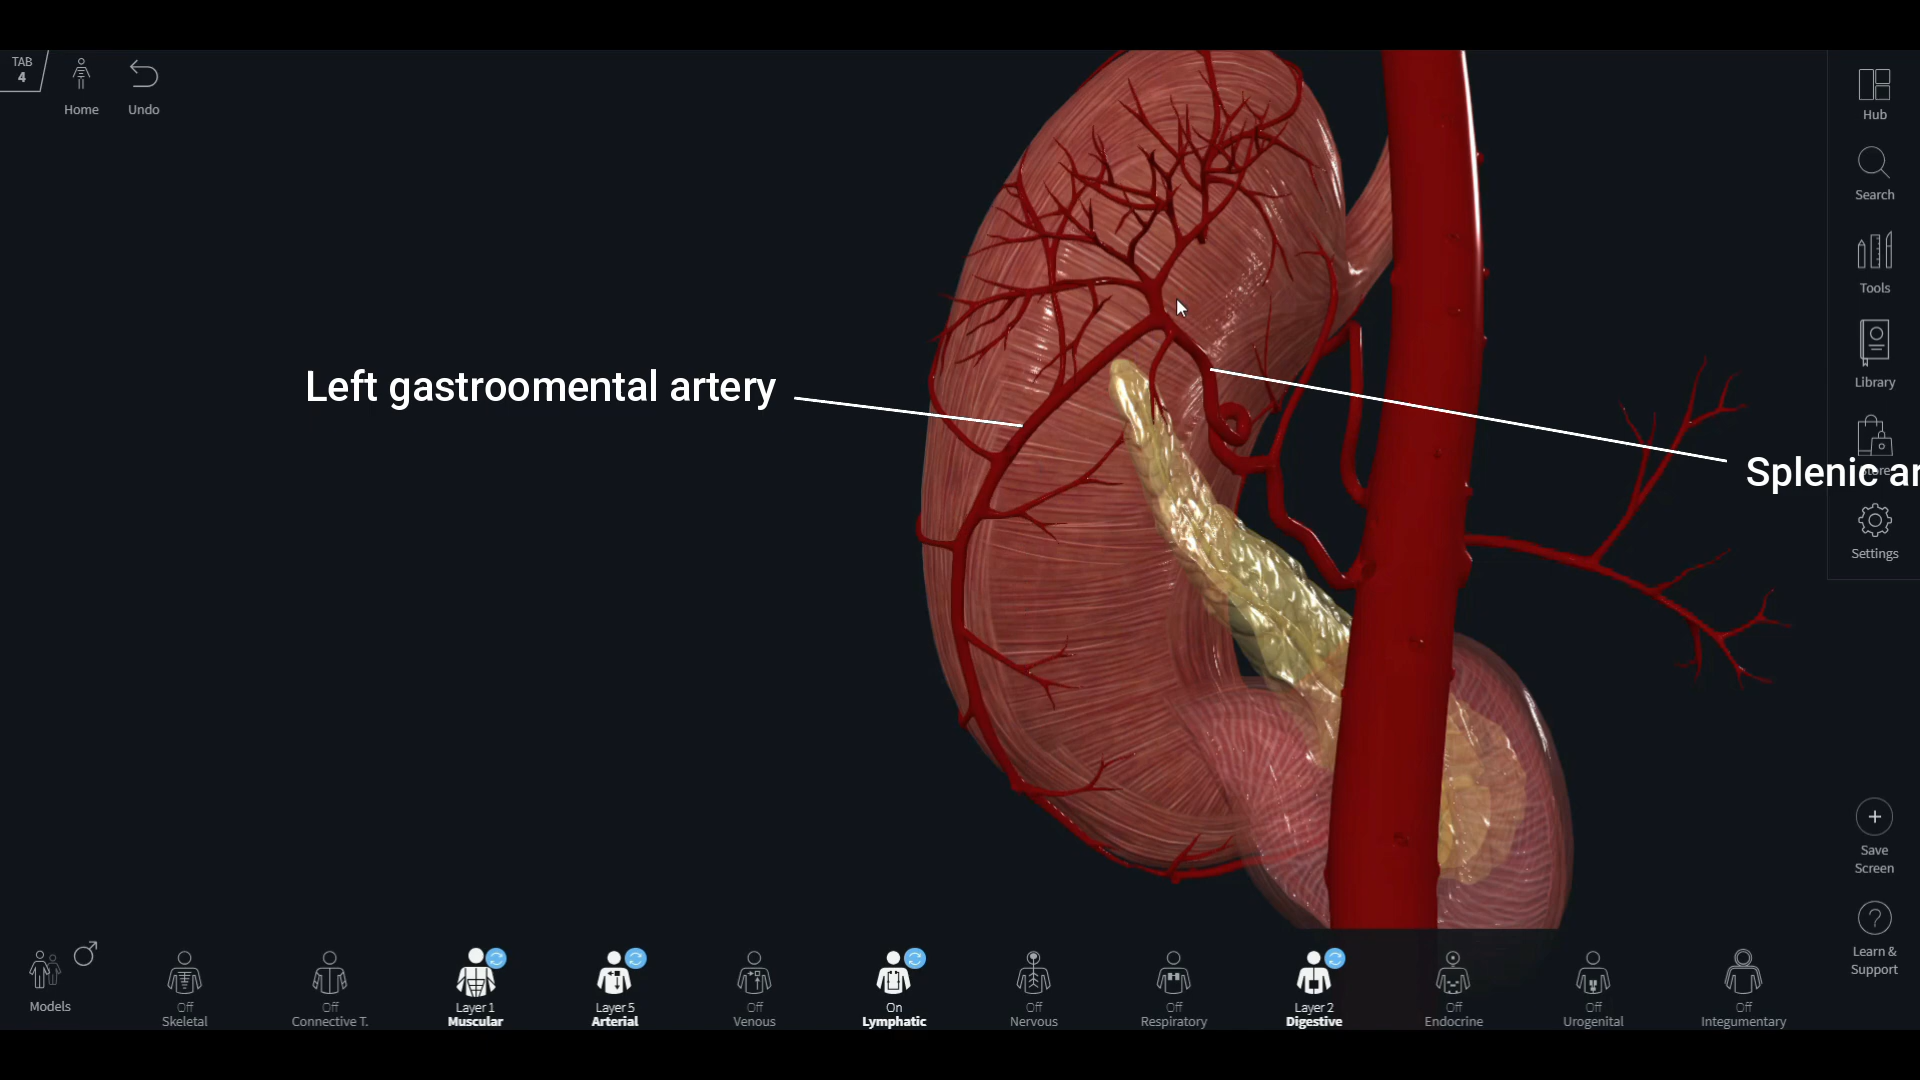 TAB
4
Home
Undo
Hub
Search
Tools
Library
Left gastroomental artery
Splenic ar
Store
Settings
Save
Screen
Learn &
Support
Models
Off
Skeletal
Off
Connective T.
Layer 1
Muscular
Layer 5
Arterial
Off
Venous
On
Lymphatic
Off
Nervous
Off
Respiratory
Layer 2
Digestive
Off
Endocrine
Off
Urogenital
Off
Integumentary